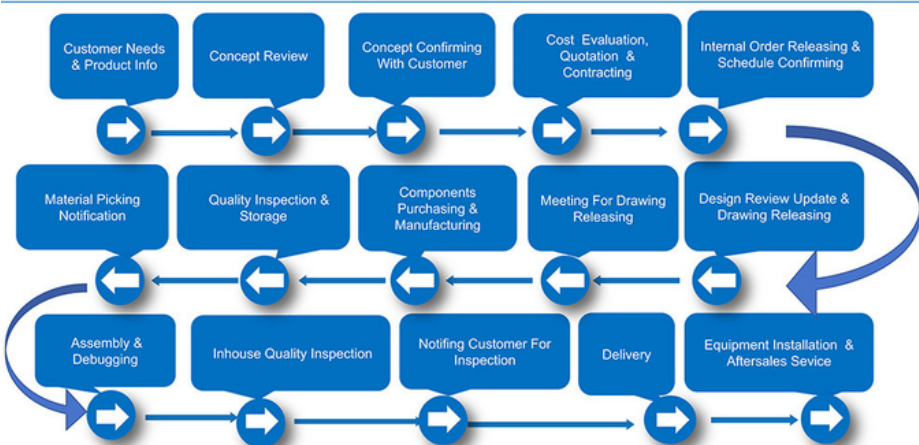 Customer Needs
& Product Info
Concept Review
Concept Confirming
With Customer
Cost Evaluation,
Quotation &
Contracting
Internal Order Releasing &
Schedule Confirming
Material Picking
Notification
Quality Inspection &
Storage
Components
Purchasing &
Manufacturing
Meeting For Drawing
Releasing
Design Review Update &
Drawing Releasing
Assembly &
Debugging
Inhouse Quality Inspection
Notifing Customer For
Inspection
Delivery
Equipment Installation &
Aftersales Sevice